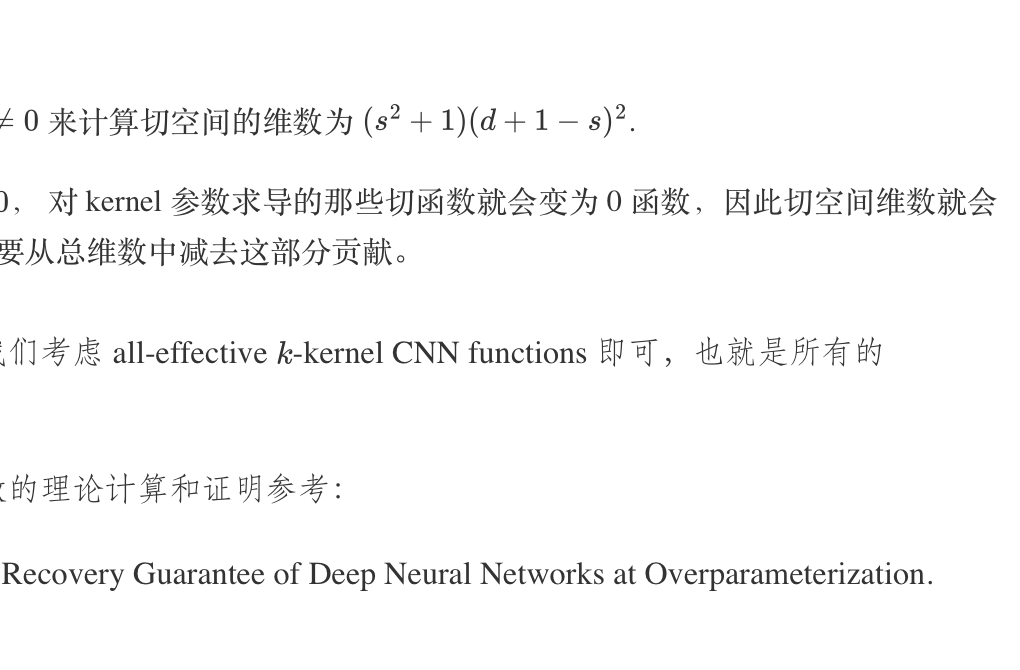 ≠ 0 来计算切空间的维数为 (s² + 1)(d + 1 − s)².
0， 对 kernel 参数求导的那些切函数就会变为 0 函数，因此切空间维数就会
要从总维数中减去这部分贡献。
们考虑 all-effective k-kernel CNN functions 即可，也就是所有的
的理论计算和证明参考：
Recovery Guarantee of Deep Neural Networks at Overparameterization.